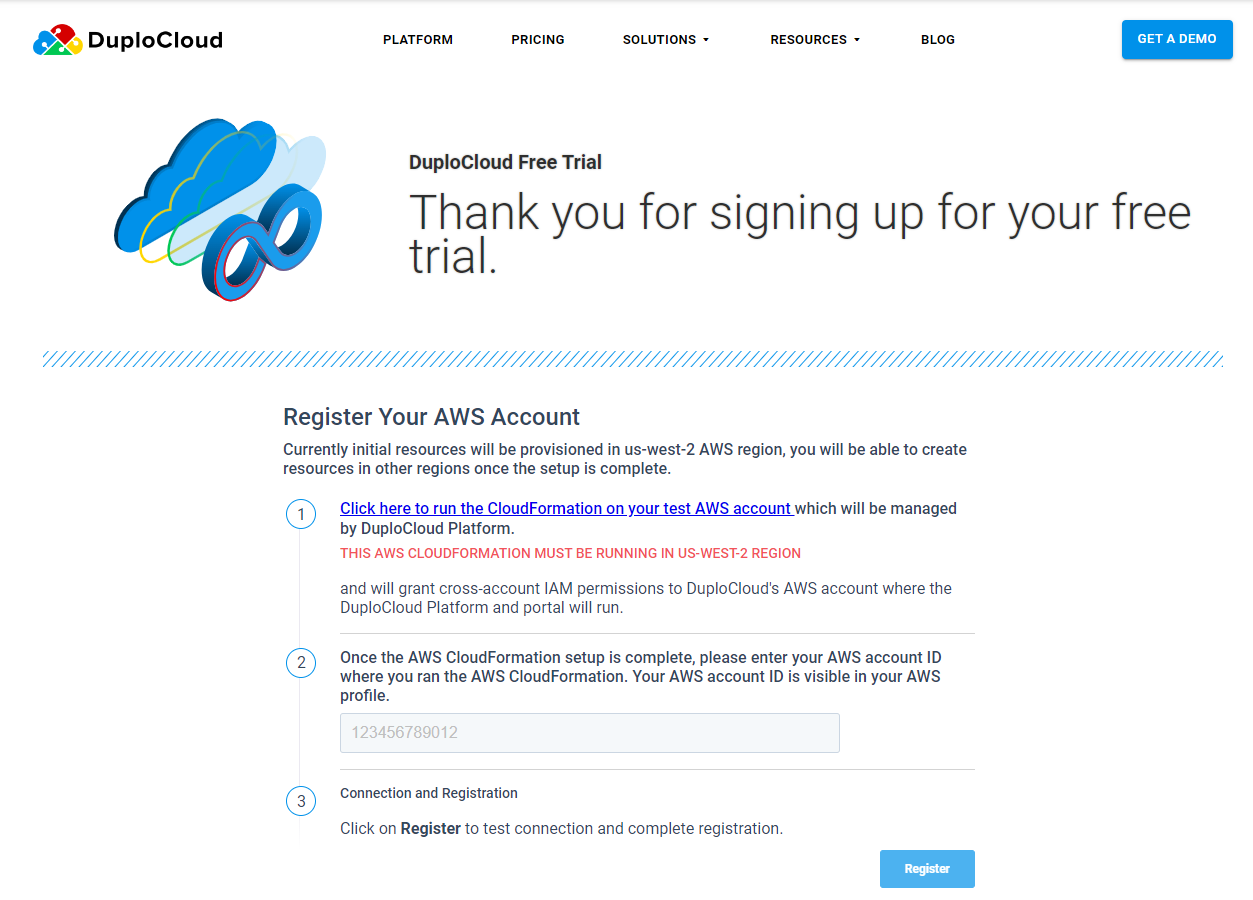 DuploCloud
PLATFORM
PRICING
SOLUTIONS
RESOURCES
BLOG
GET A DEMO
DuploCloud Free Trial
Thank you for signing up for your free
trial.
Register Your AWS Account
Currently initial resources will be provisioned in us-west-2 AWS region, you will be able to create
resources in other regions once the setup is complete.
1
Click here to run the CloudFormation on your test AWS account which will be managed
by DuploCloud Platform.
THIS AWS CLOUDFORMATION MUST BE RUNNING IN US-WEST-2 REGION
and will grant cross-account IAM permissions to DuploCloud's AWS account where the
DuploCloud Platform and portal will run.
2
Once the AWS CloudFormation setup is complete, please enter your AWS account ID
where you ran the AWS CloudFormation. Your AWS account ID is visible in your AWS
profile.
123456789012
3
Connection and Registration
Click on Register to test connection and complete registration.
Register